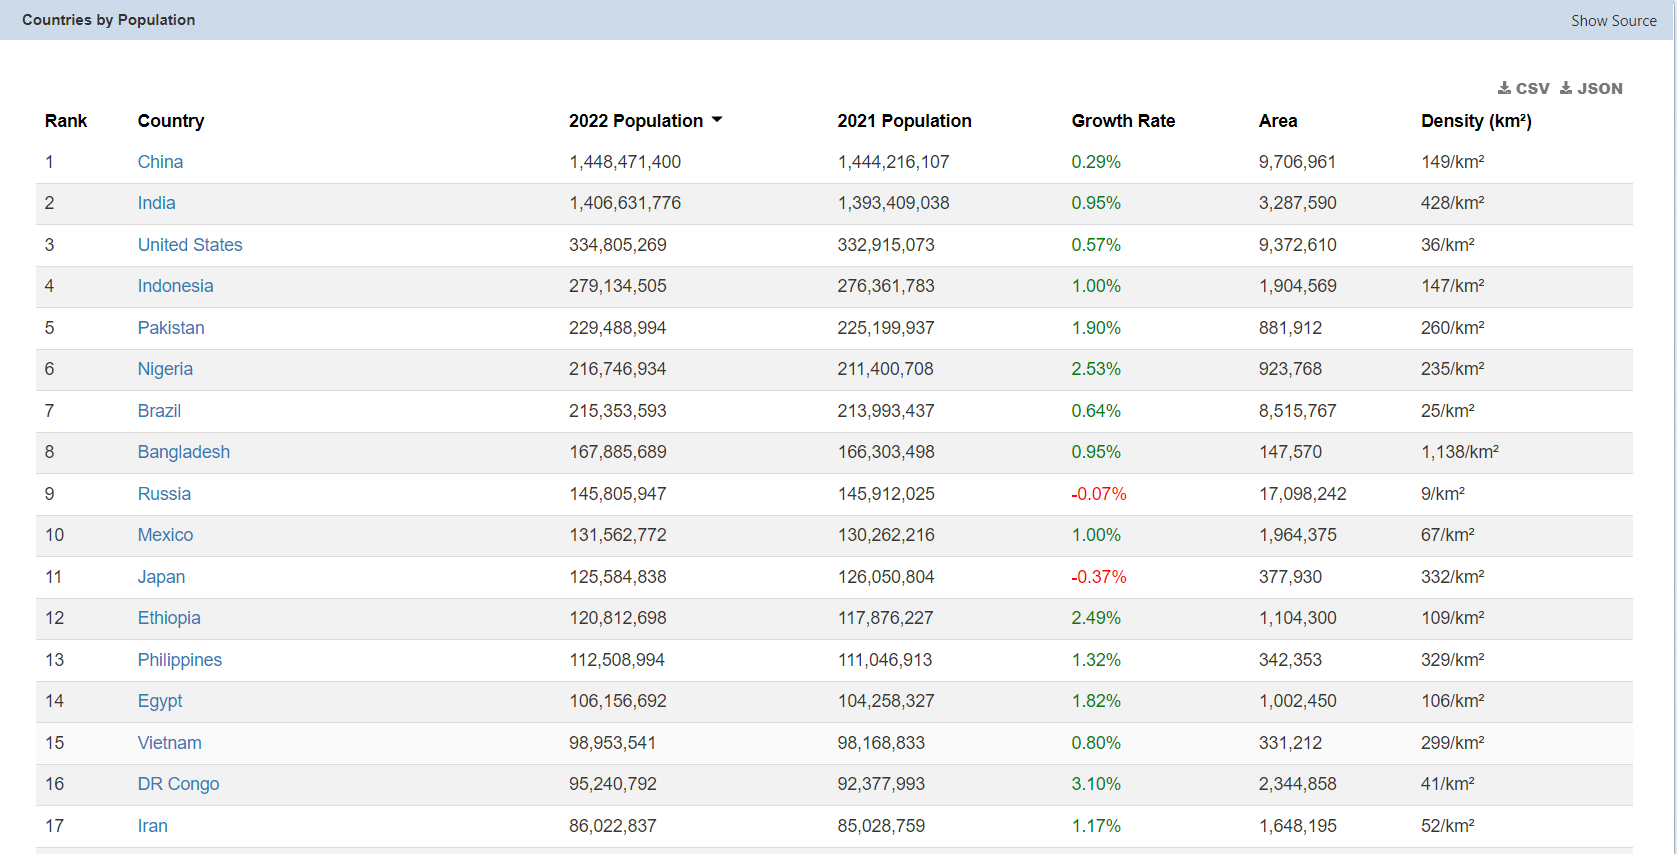 Countries by Population Show Source
CSV JSON
Rank Country 2022 Population 2021 Population Growth Rate Area Density (km²)
1 China 1,448,471,400 1,444,216,107 0.29% 9,706,961 149/km²
2 India 1,406,631,776 1,393,409,038 0.95% 3,287,590 428/km²
3 United States 334,805,269 332,915,073 0.57% 9,372,610 36/km²
4 Indonesia 279,134,505 276,361,783 1.00% 1,904,569 147/km²
5 Pakistan 229,488,994 225,199,937 1.90% 881,912 260/km²
6 Nigeria 216,746,934 211,400,708 2.53% 923,768 235/km²
7 Brazil 215,353,593 213,993,437 0.64% 8,515,767 25/km²
8 Bangladesh 167,885,689 166,303,498 0.95% 147,570 1,138/km²
9 Russia 145,805,947 145,912,025 -0.07% 17,098,242 9/km²
10 Mexico 131,562,772 130,262,216 1.00% 1,964,375 67/km²
11 Japan 125,584,838 126,050,804 -0.37% 377,930 332/km²
12 Ethiopia 120,812,698 117,876,227 2.49% 1,104,300 109/km²
13 Philippines 112,508,994 111,046,913 1.32% 342,353 329/km²
14 Egypt 106,156,692 104,258,327 1.82% 1,002,450 106/km²
15 Vietnam 98,953,541 98,168,833 0.80% 331,212 299/km²
16 DR Congo 95,240,792 92,377,993 3.10% 2,344,858 41/km²
17 Iran 86,022,837 85,028,759 1.17% 1,648,195 52/km²